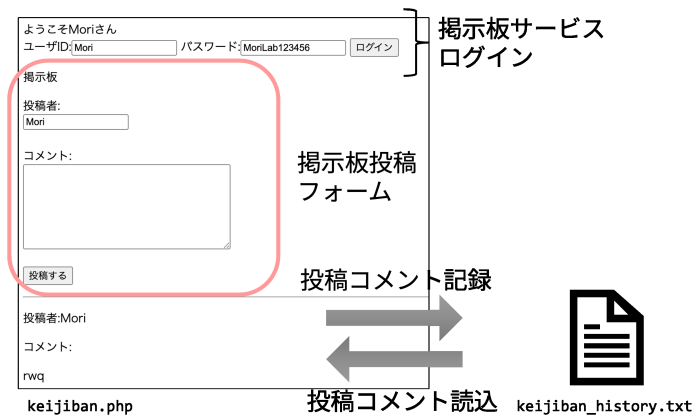 ようこそMoriさん
ユーザID:Mori パスワード:MoriLab123456 ログイン
掲示板サービス
ログイン
掲示板
投稿者:
Mori
コメント:
掲示板投稿
フォーム
投稿する
投稿コメント記録
投稿者:Mori
コメント:
rwq
投稿コメント読込
keijiban.php
keijiban_history.txt